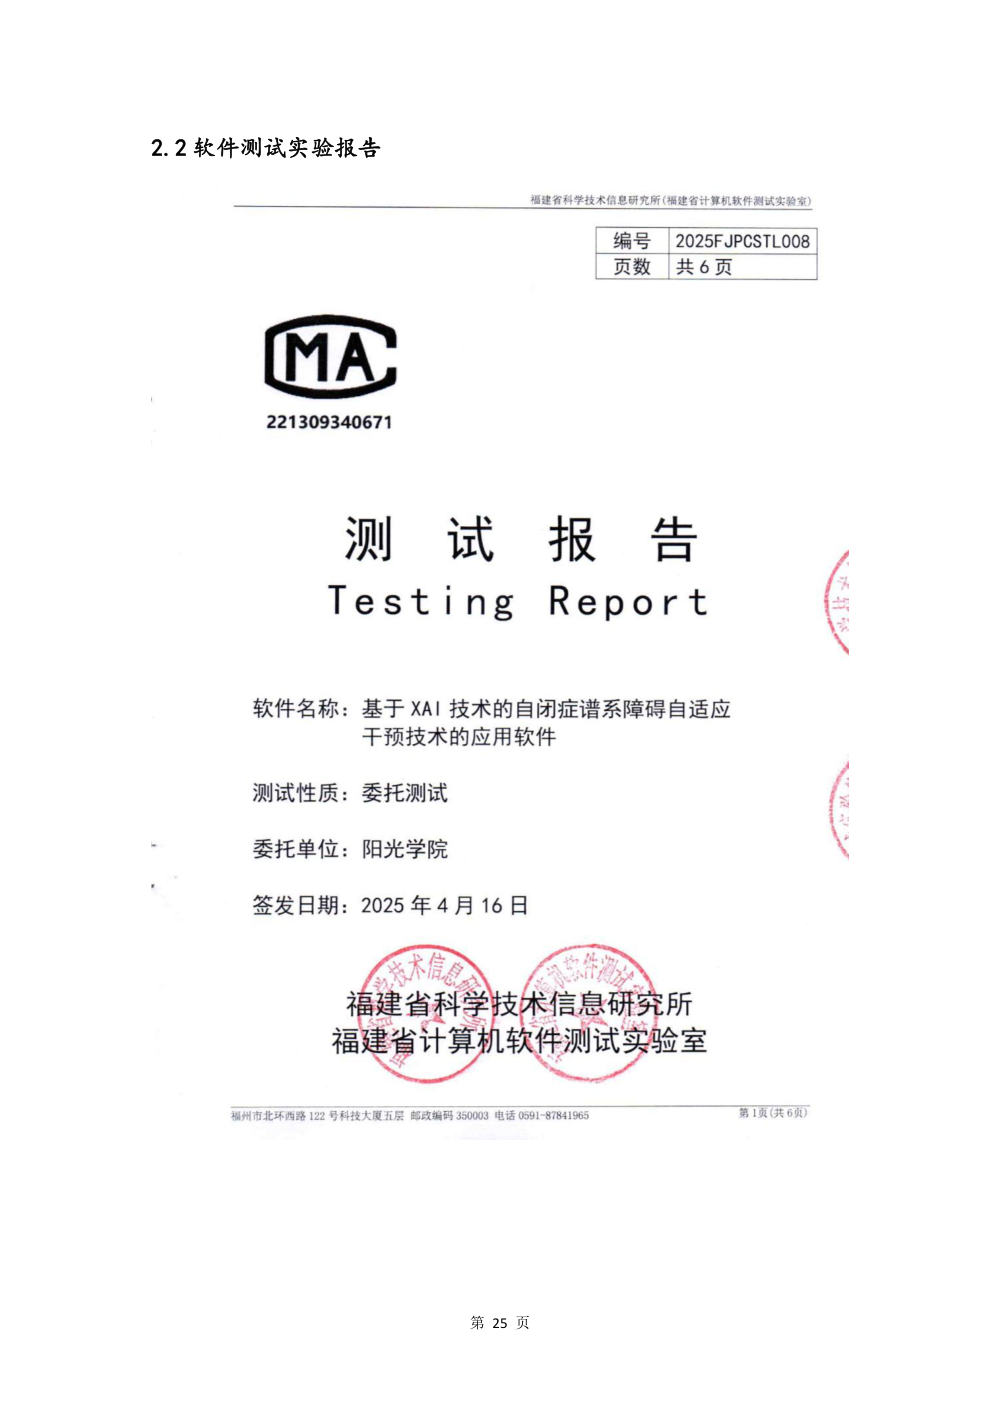 2.2软件测试实验报告
福建省科学技术信息研究所(福建省计算机软件测试实验室)
编号 2025FJPCSTL008
页数 共 6 页
MA
221309340671
测 试 报 告
Testing Report
软件名称：基于 XAI 技术的自闭症谱系障碍自适应
干预技术的应用软件
测试性质：委托测试
委托单位：阳光学院
签发日期：2025 年 4 月 16 日
福建省科学技术信息研究所
福建省计算机软件测试实验室
福州市北环西路 122 号科技大厦五层 邮政编码 350003 电话 0591-87841965
第 1页(共 6页)
第 25 页